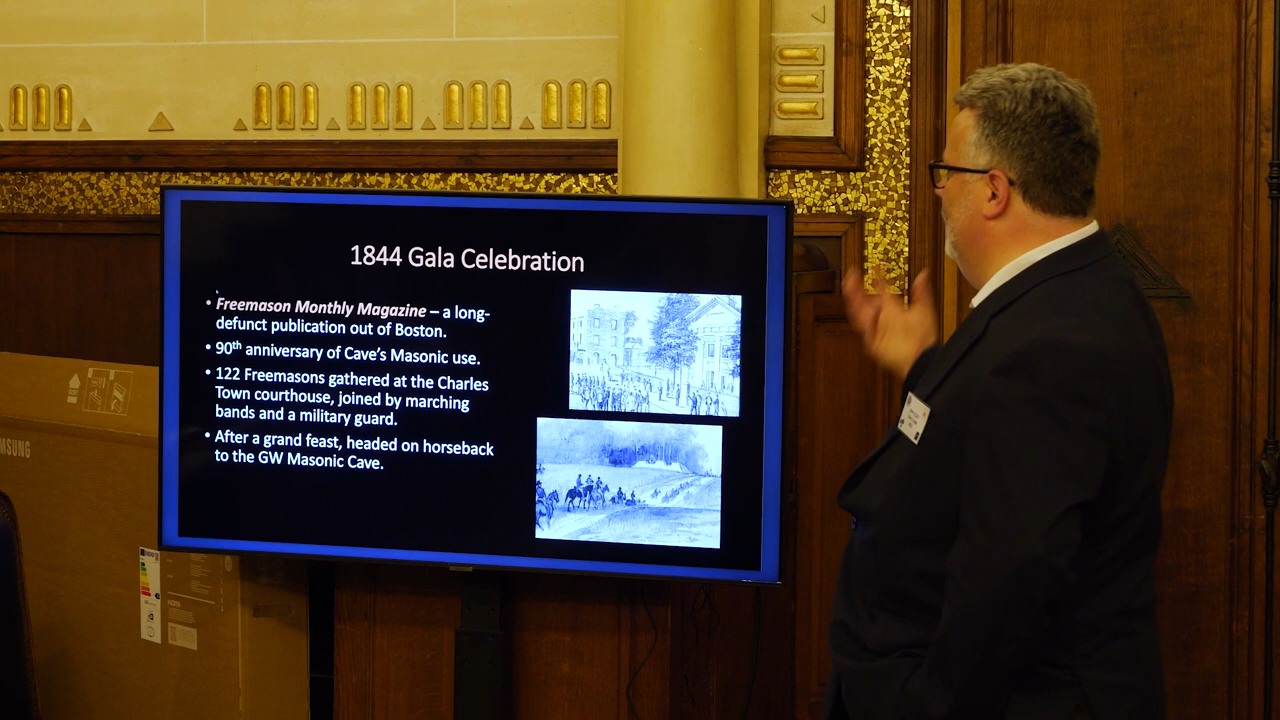 1844 Gala Celebration
• Freemason Monthly Magazine – a long-
defunct publication out of Boston.
• 90th anniversary of Cave's Masonic use.
• 122 Freemasons gathered at the Charles
Town courthouse, joined by marching
bands and a military guard.
• After a grand feast, headed on horseback
to the GW Masonic Cave.
MSUNG